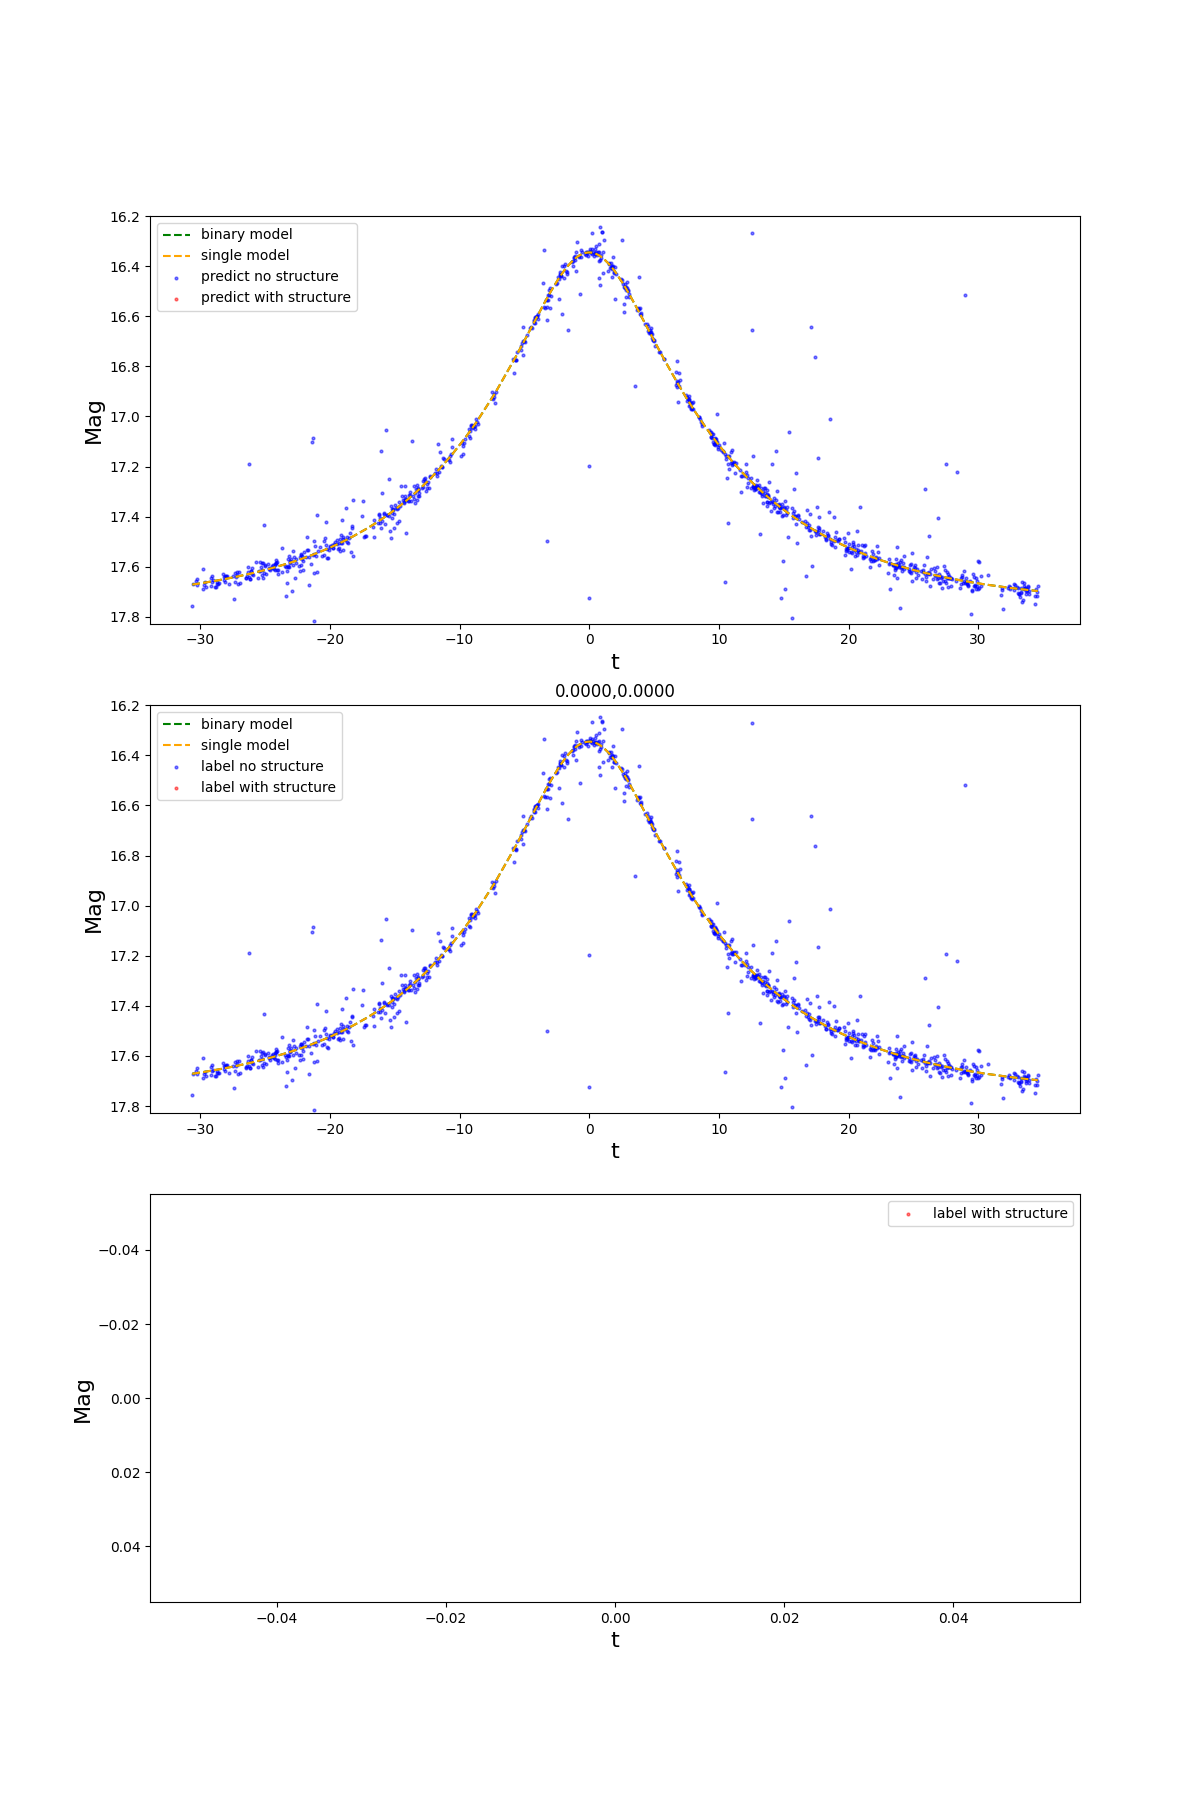 16.2
16.4
16.6
16.8
17.0
17.2
17.4
17.6
17.8
Mag
binary model
single model
predict no structure
predict with structure
−30 −20 −10 0 10 20 30
t
0.0000,0.0000
16.2
16.4
16.6
16.8
17.0
17.2
17.4
17.6
17.8
Mag
binary model
single model
label no structure
label with structure
−30 −20 −10 0 10 20 30
t
label with structure
−0.04
−0.02
0.00
0.02
0.04
Mag
−0.04 −0.02 0.00 0.02 0.04
t